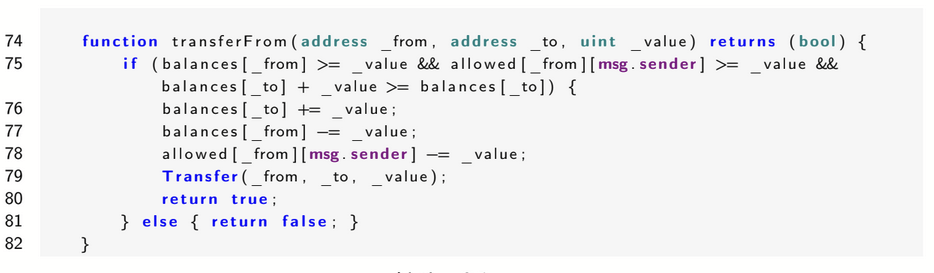 74 function transferFrom(address _from, address _to, uint _value) returns (bool) {
75 if (balances[_from] >= _value && allowed[_from][msg.sender] >= _value &&
balances[_to] + _value >= balances[_to]) {
76 balances[_to] += _value;
77 balances[_from] -= _value;
78 allowed[_from][msg.sender] -= _value;
79 Transfer(_from, _to, _value);
80 return true;
81 } else { return false; }
82 }